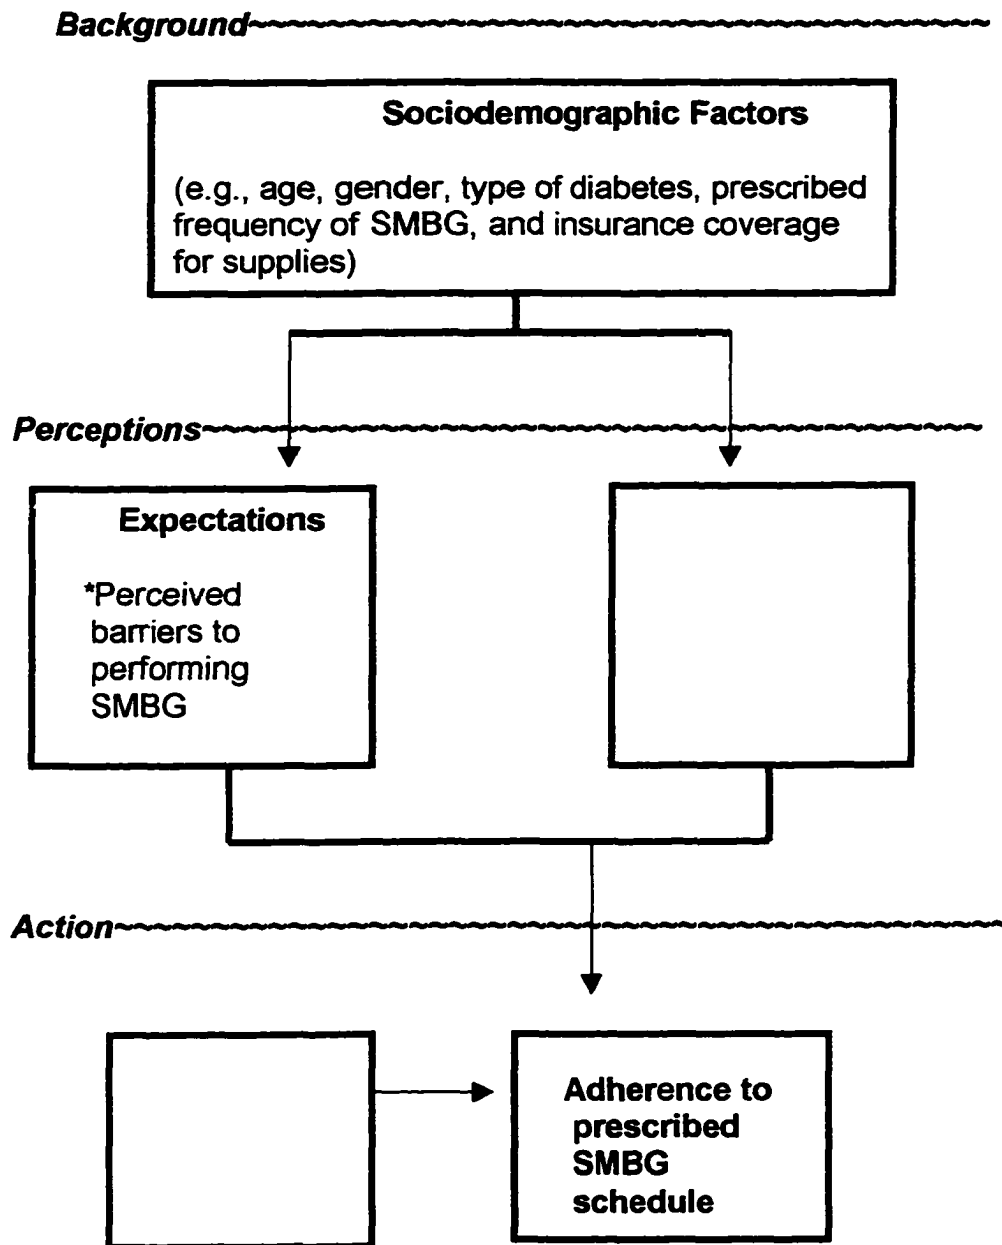 Background
Sociodemographic Factors
(e.g., age, gender, type of diabetes, prescribed
frequency of SMBG, and insurance coverage
for supplies)
Perceptions
Expectations
*Perceived
barriers to
performing
SMBG
Action
Adherence to
prescribed
SMBG
schedule